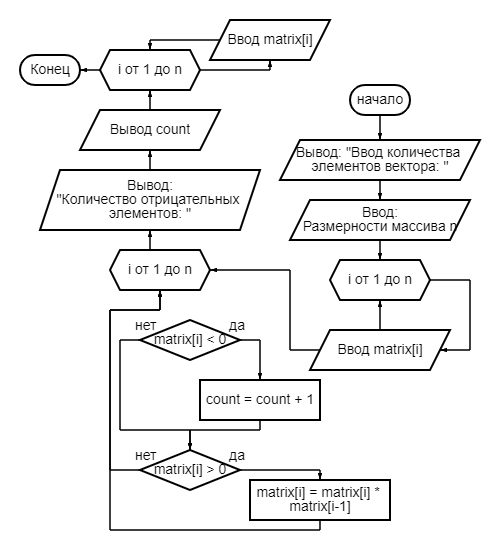 начало
Вывод: "Ввод количества
элементов вектора: "
Ввод:
Размерности массива n
i от 1 до n
Ввод matrix[i]
i от 1 до n
нет
да
matrix[i] < 0
count = count + 1
нет
да
matrix[i] > 0
matrix[i] = matrix[i] *
matrix[i-1]
Вывод:
"Количество отрицательных
элементов: "
Вывод count
i от 1 до n
Ввод matrix[i]
Конец